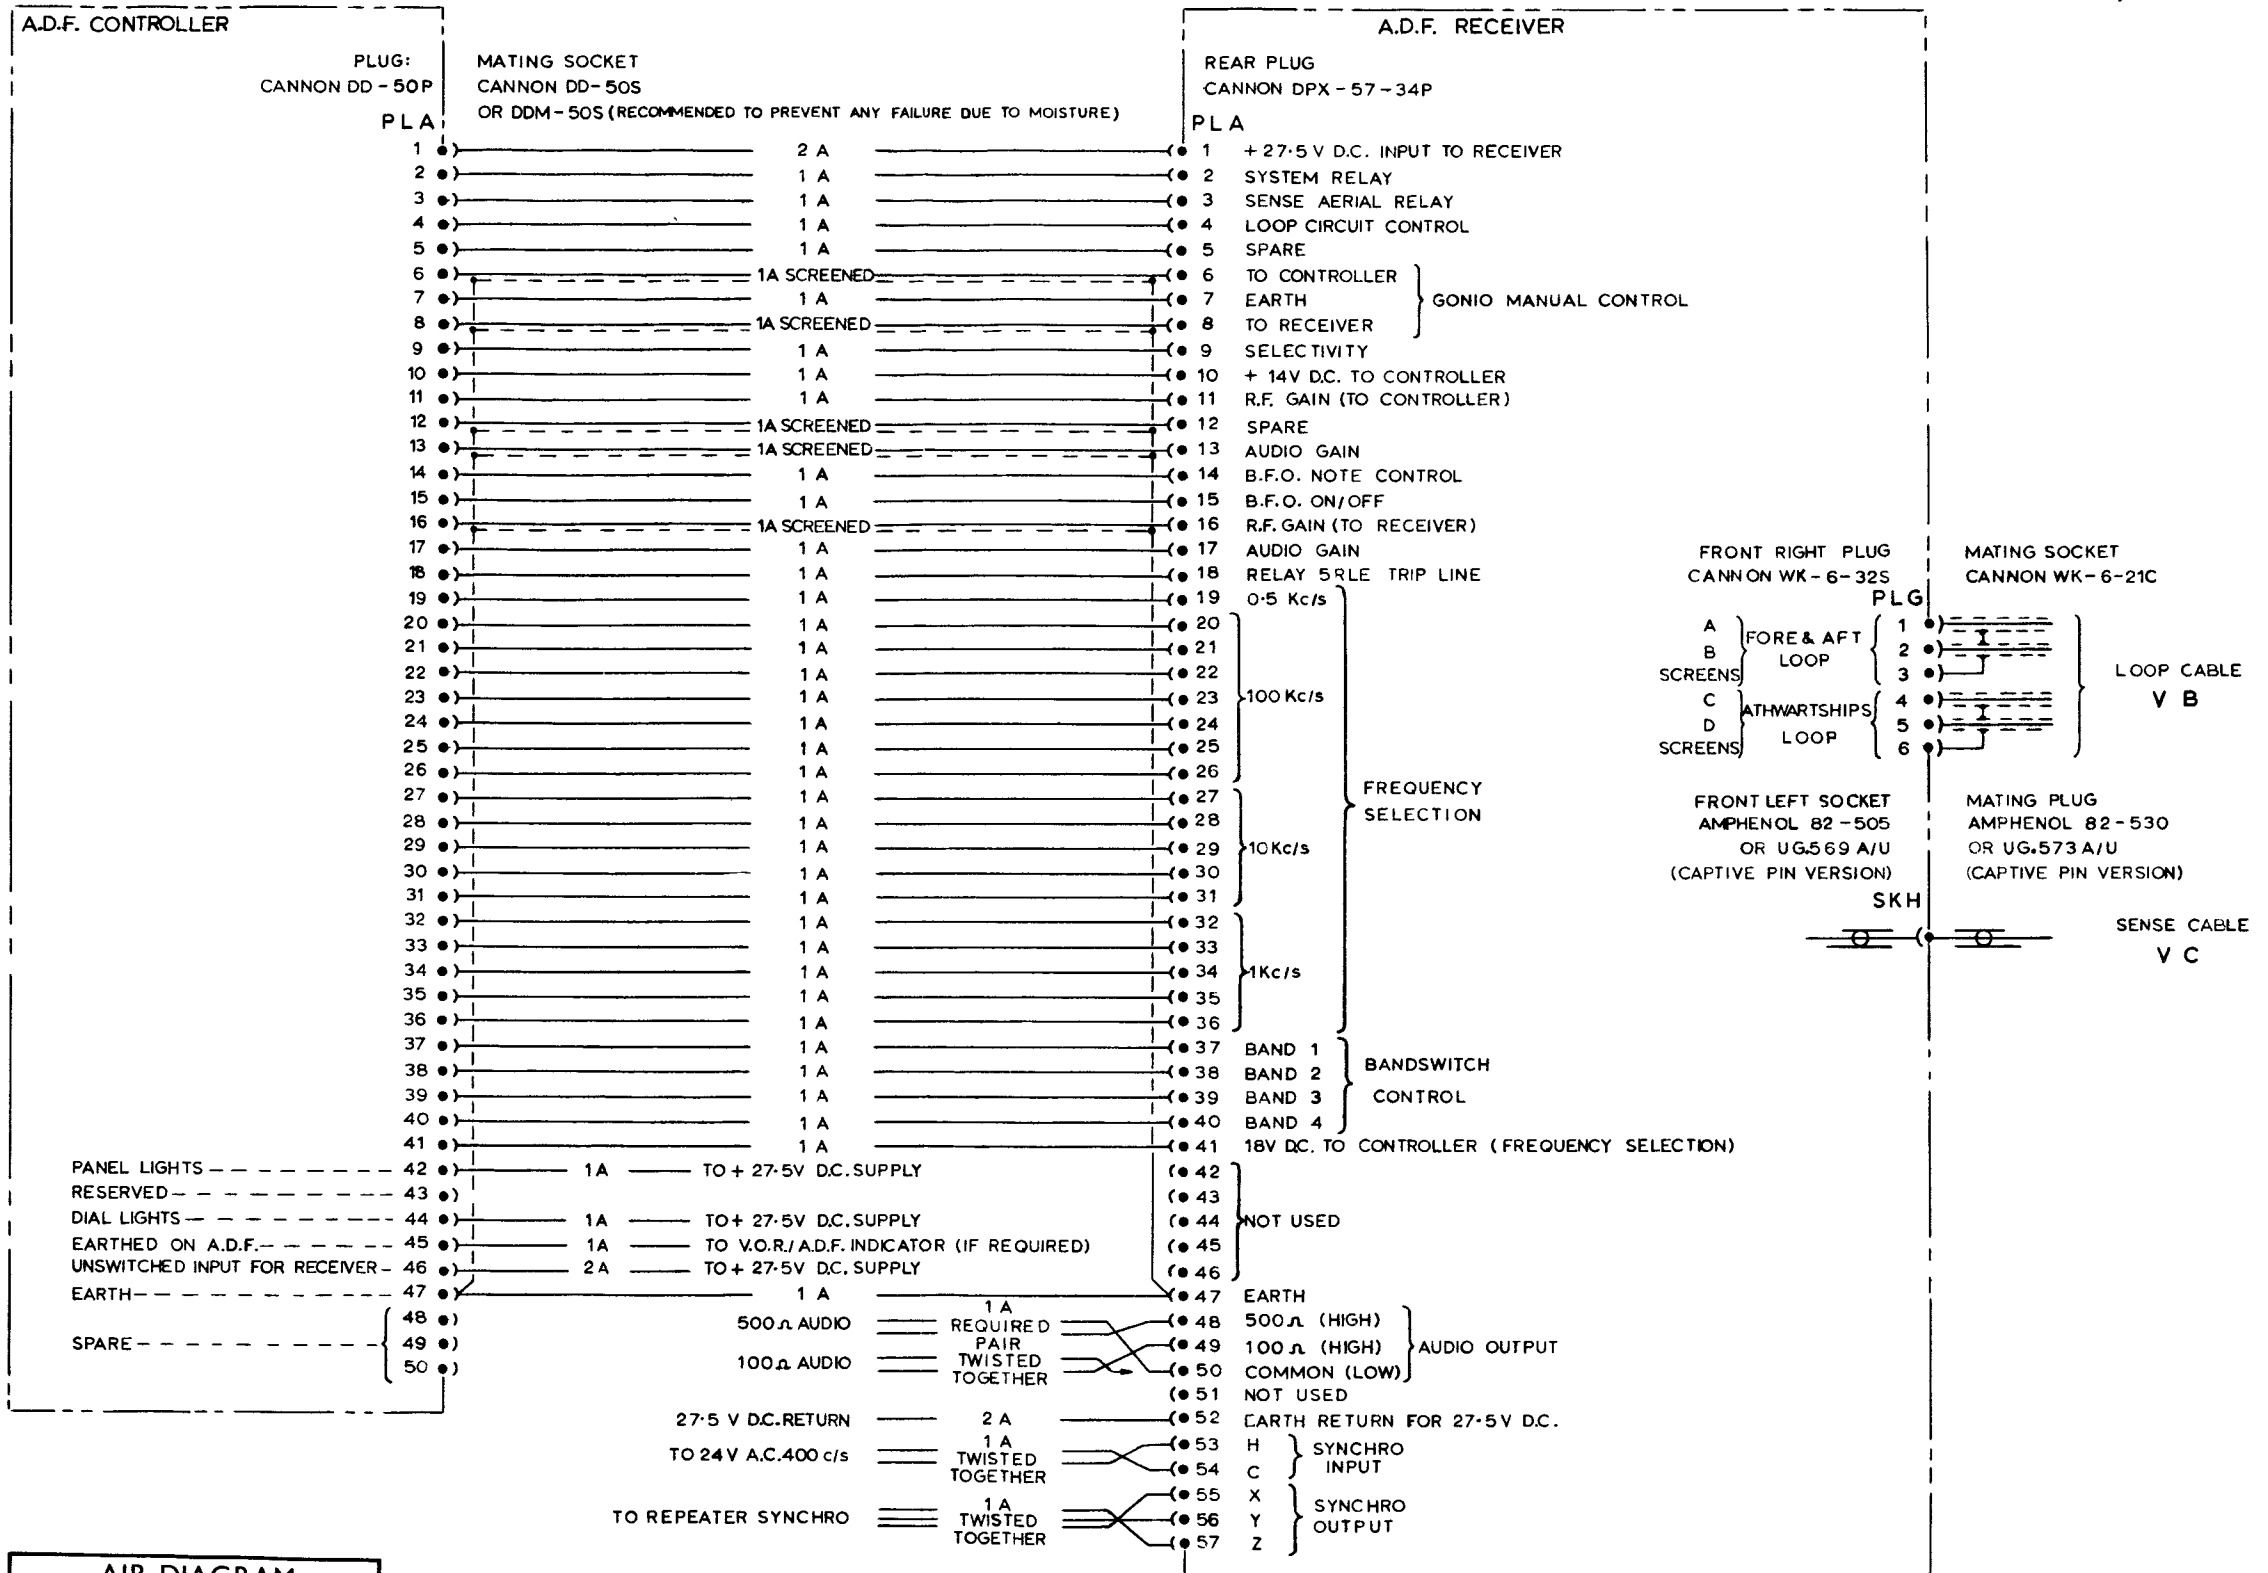 A.D.F. CONTROLLER
PLUG:
CANNON DD-50P
PLA
MATING SOCKET
CANNON DD-50S
OR DDM-50S (RECOMMENDED TO PREVENT ANY FAILURE DUE TO MOISTURE)
A.D.F. RECEIVER
REAR PLUG
CANNON DPX-57-34P
PLA
1 2 A 1 +27·5 V D.C. INPUT TO RECEIVER
2 1 A 2 SYSTEM RELAY
3 1 A 3 SENSE AERIAL RELAY
4 1 A 4 LOOP CIRCUIT CONTROL
5 1 A 5 SPARE
6 1A SCREENED 6 TO CONTROLLER
7 1 A 7 EARTH GONIO MANUAL CONTROL
8 1A SCREENED 8 TO RECEIVER
9 1 A 9 SELECTIVITY
10 1 A 10 + 14V D.C. TO CONTROLLER
11 1 A 11 R.F. GAIN (TO CONTROLLER)
12 1A SCREENED 12 SPARE
13 1A SCREENED 13 AUDIO GAIN
14 1 A 14 B.F.O. NOTE CONTROL
15 1 A 15 B.F.O. ON/OFF
16 1A SCREENED 16 R.F. GAIN (TO RECEIVER)
17 1 A 17 AUDIO GAIN
18 1 A 18 RELAY 5RLE TRIP LINE
19 1 A 19 0·5 Kc/s
20 1 A 20
21 1 A 21
22 1 A 22
23 1 A 23 100 Kc/s
24 1 A 24
25 1 A 25
26 1 A 26
27 1 A 27
28 1 A 28
29 1 A 29 10 Kc/s
30 1 A 30
31 1 A 31
32 1 A 32
33 1 A 33
34 1 A 34 1Kc/s
35 1 A 35
36 1 A 36
FREQUENCY
SELECTION
37 1 A 37 BAND 1
38 1 A 38 BAND 2
39 1 A 39 BAND 3
40 1 A 40 BAND 4
BANDSWITCH
CONTROL
41 1 A 41 18V D.C. TO CONTROLLER (FREQUENCY SELECTION)
PANEL LIGHTS 42 1A TO + 27·5V D.C. SUPPLY 42
RESERVED 43 43
DIAL LIGHTS 44 1A TO + 27·5V D.C. SUPPLY 44 NOT USED
EARTHED ON A.D.F. 45 1A TO V.O.R./A.D.F. INDICATOR (IF REQUIRED) 45
UNSWITCHED INPUT FOR RECEIVER 46 2A TO + 27·5V D.C. SUPPLY 46
EARTH 47 1 A 47 EARTH
48
SPARE 49
50
500Ω AUDIO
100Ω AUDIO
1 A
REQUIRED
PAIR
TWISTED
TOGETHER
48 500Ω (HIGH)
49 100Ω (HIGH) AUDIO OUTPUT
50 COMMON (LOW)
51 NOT USED
27·5 V D.C. RETURN 2 A 52 EARTH RETURN FOR 27·5V D.C.
TO 24V A.C. 400 c/s
1 A
TWISTED
TOGETHER
53 H
54 C
SYNCHRO
INPUT
TO REPEATER SYNCHRO
1 A
TWISTED
TOGETHER
55 X
56 Y
57 Z
SYNCHRO
OUTPUT
FRONT RIGHT PLUG
CANNON WK-6-32S
PLG
MATING SOCKET
CANNON WK-6-21C
A 1
B FORE & AFT LOOP 2
SCREENS 3
C 4
D ATHWARTSHIPS LOOP 5
SCREENS 6
LOOP CABLE
V B
FRONT LEFT SOCKET
AMPHENOL 82-505
OR UG.569 A/U
(CAPTIVE PIN VERSION)
SKH
MATING PLUG
AMPHENOL 82-530
OR UG.573 A/U
(CAPTIVE PIN VERSION)
SENSE CABLE
V C
AIR DIAGRAM